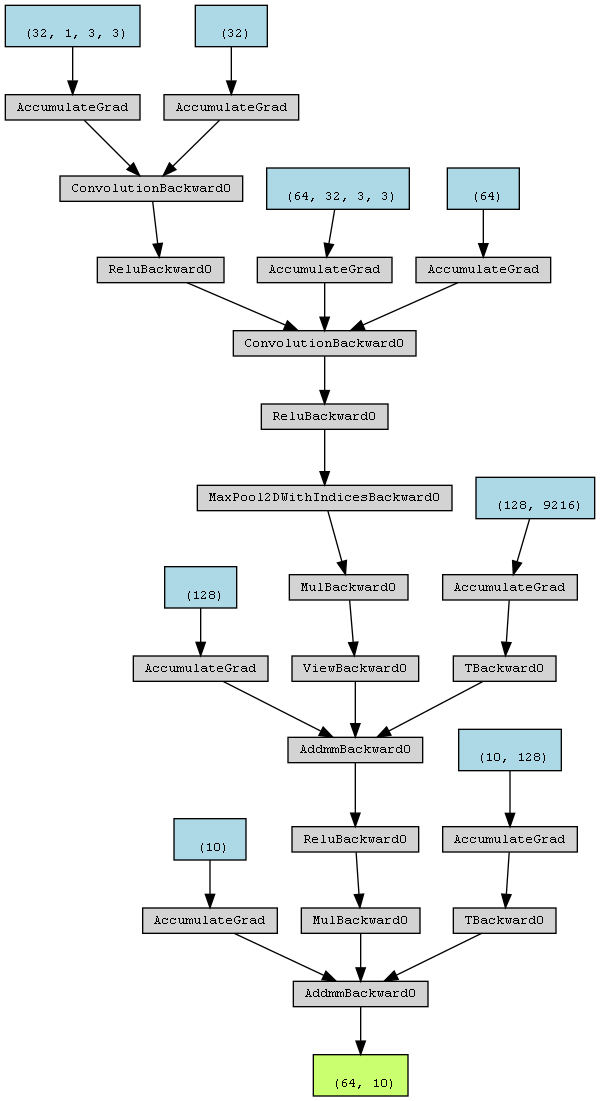 (32, 1, 3, 3)
(32)
AccumulateGrad
AccumulateGrad
ConvolutionBackward0
(64, 32, 3, 3)
(64)
ReluBackward0
AccumulateGrad
AccumulateGrad
ConvolutionBackward0
ReluBackward0
MaxPool2DWithIndicesBackward0
(128, 9216)
(128)
MulBackward0
AccumulateGrad
AccumulateGrad
ViewBackward0
TBackward0
AddmmBackward0
(10, 128)
(10)
ReluBackward0
AccumulateGrad
AccumulateGrad
MulBackward0
TBackward0
AddmmBackward0
(64, 10)